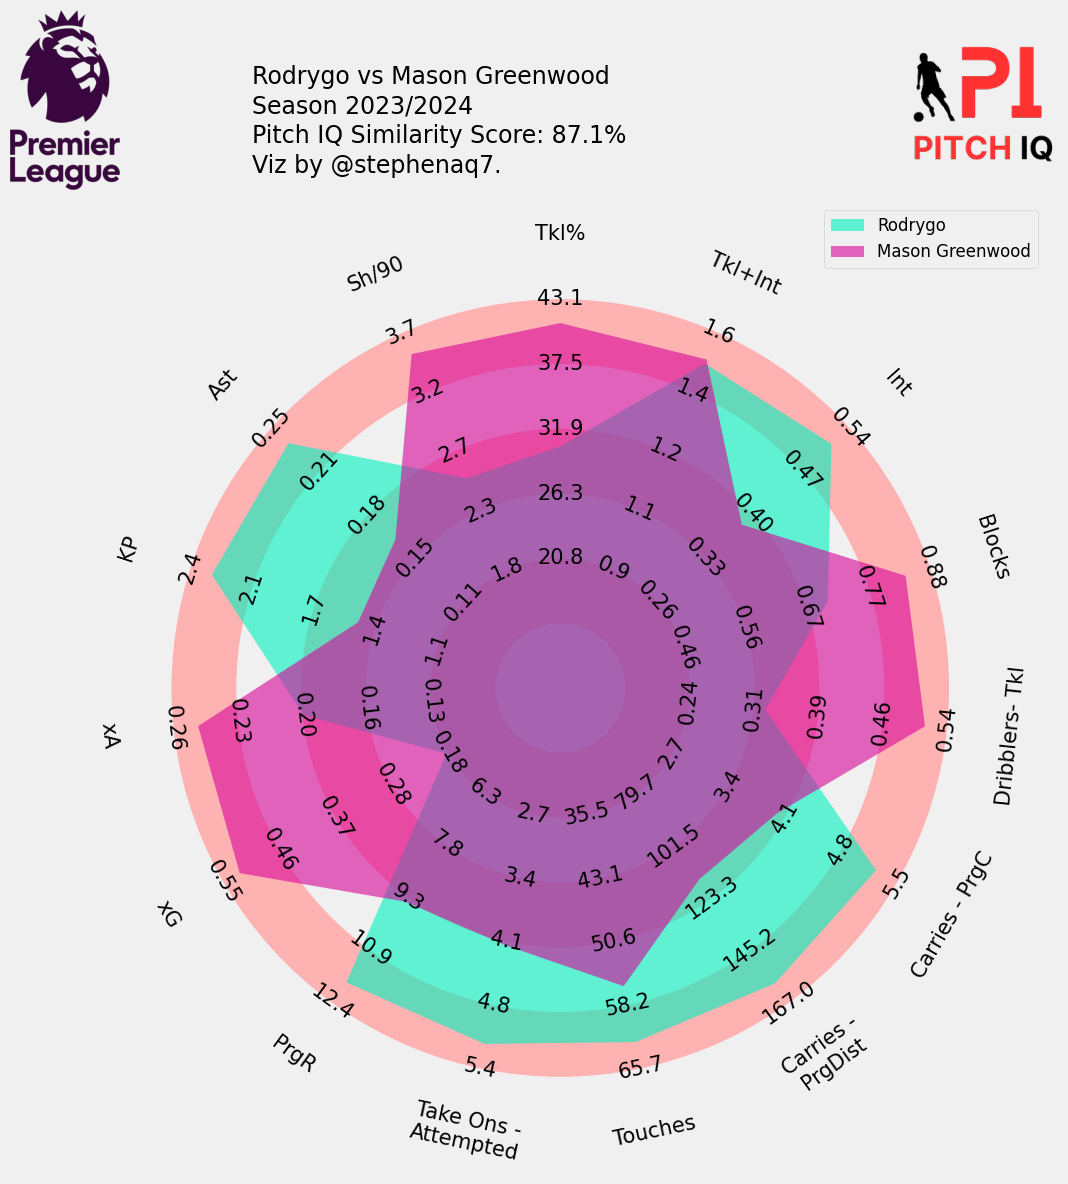 Premier
League
Rodrygo vs Mason Greenwood
Season 2023/2024
Pitch IQ Similarity Score: 87.1%
Viz by @stephenaq7.
PI
PITCH IQ
Rodrygo
Mason Greenwood
Tkl%
20.8
26.3
31.9
37.5
43.1
Tkl+Int
0.9
1.1
1.2
1.4
1.6
Int
0.26
0.33
0.40
0.47
0.54
Blocks
0.46
0.56
0.67
0.77
0.88
Dribblers- Tkl
0.24
0.31
0.39
0.46
0.54
Carries - PrgC
2.7
3.4
4.1
4.8
5.5
Carries -
PrgDist
79.7
101.5
123.3
145.2
167.0
Touches
35.5
43.1
50.6
58.2
65.7
Take Ons -
Attempted
2.7
3.4
4.1
4.8
5.4
PrgR
6.3
7.8
9.3
10.9
12.4
xG
0.18
0.28
0.37
0.46
0.55
xA
0.13
0.16
0.20
0.23
0.26
KP
1.1
1.4
1.7
2.1
2.4
Ast
0.11
0.15
0.18
0.21
0.25
Sh/90
1.8
2.3
2.7
3.2
3.7